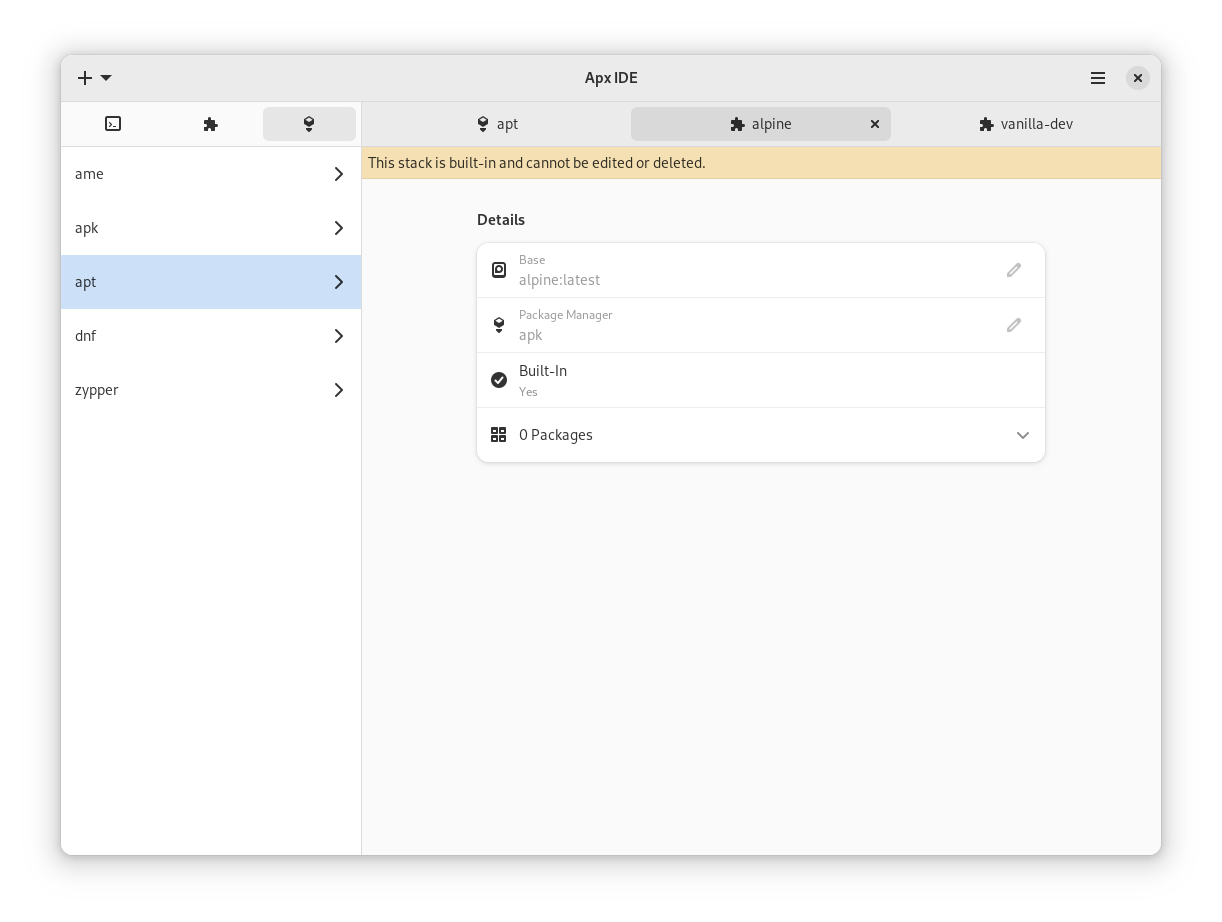 Apx IDE
apt
alpine
vanilla-dev
ame
apk
apt
dnf
zypper
This stack is built-in and cannot be edited or deleted.
Details
Base
alpine:latest
Package Manager
apk
Built-In
Yes
0 Packages